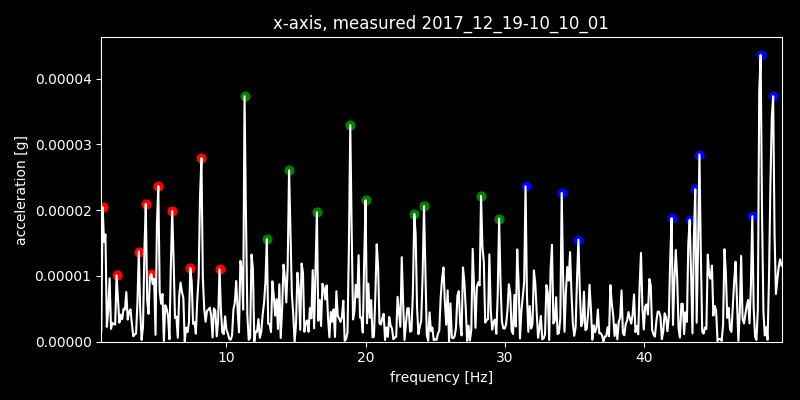 x-axis, measured 2017_12_19-10_10_01
acceleration [g]
0.00004
0.00003
0.00002
0.00001
0.00000
10 20 30 40
frequency [Hz]